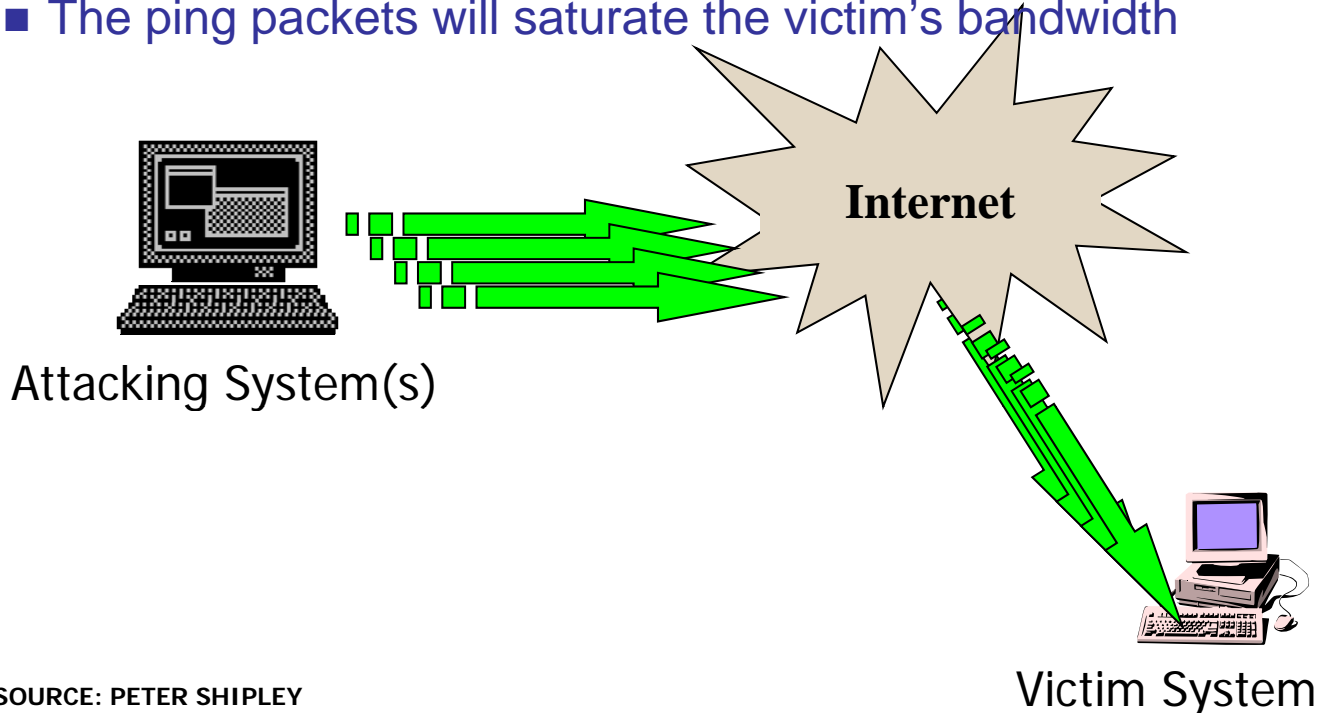 ■ The ping packets will saturate the victim's bandwidth
Internet
Attacking System(s)
Victim System
SOURCE: PETER SHIPLEY